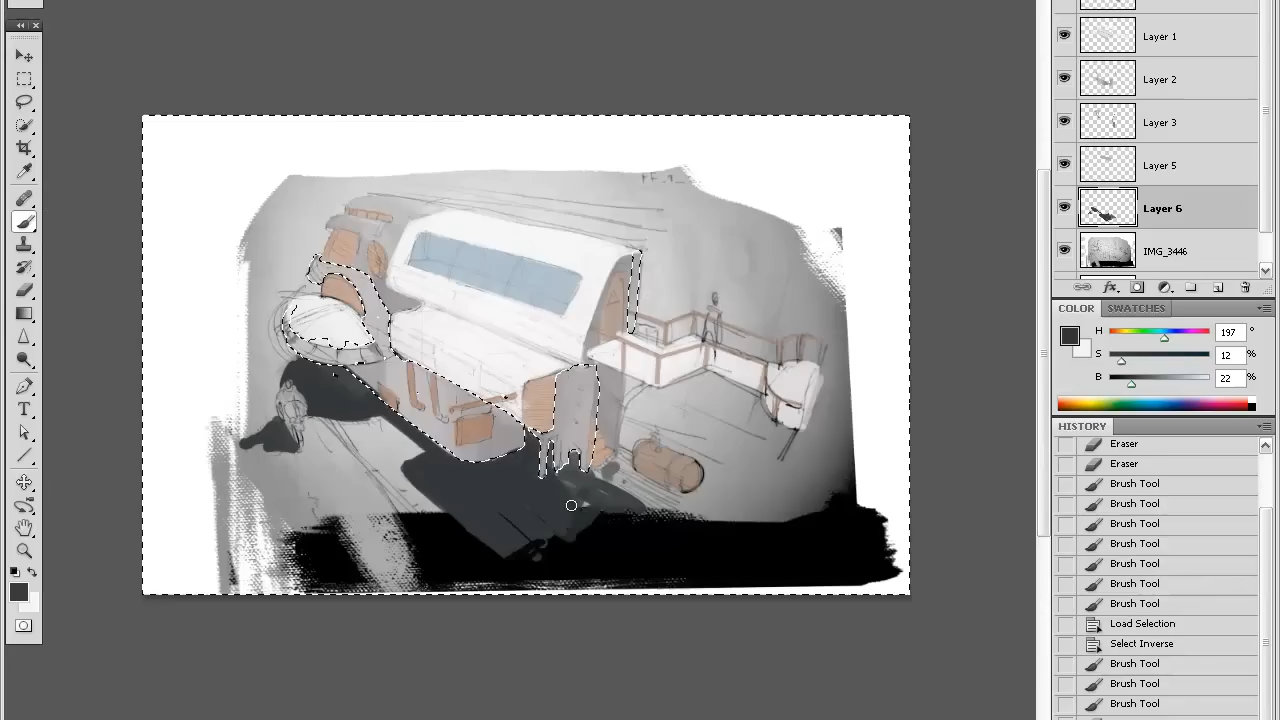 Layer 1
Layer 2
Layer 3
Layer 5
Layer 6
IMG_3446
fx.
COLOR SWATCHES
H 197 °
S 12 %
B 22 %
HISTORY
Eraser
Eraser
Brush Tool
Brush Tool
Brush Tool
Brush Tool
Brush Tool
Brush Tool
Brush Tool
Load Selection
Select Inverse
Brush Tool
Brush Tool
Brush Tool